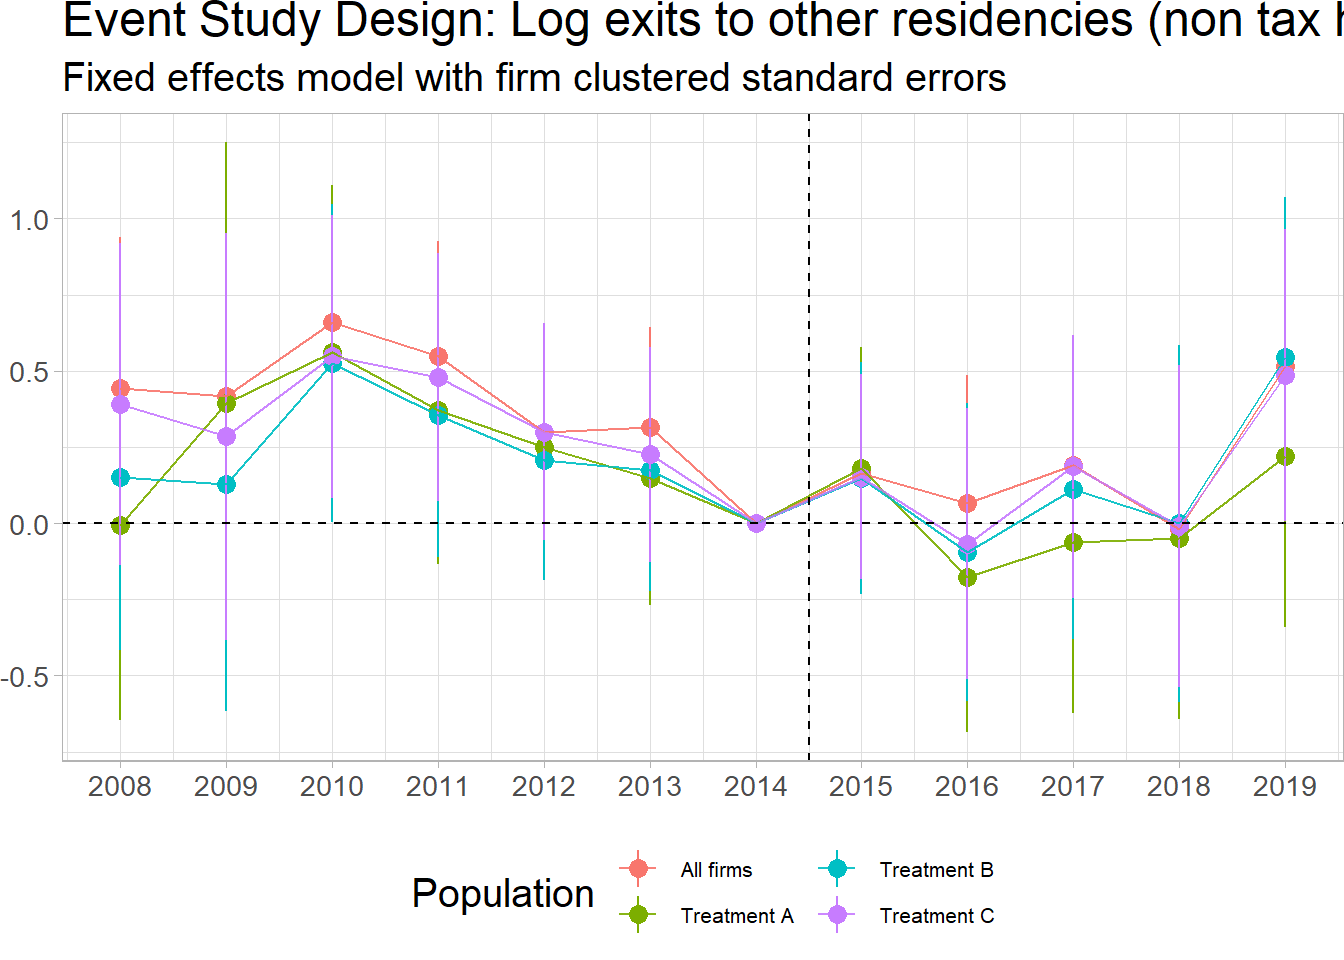 Event Study Design: Log exits to other residencies (non tax
Fixed effects model with firm clustered standard errors
1.0
0.5
0.0
-0.5
2008 2009 2010 2011 2012 2013 2014 2015 2016 2017 2018 2019
Population
All firms
Treatment A
Treatment B
Treatment C